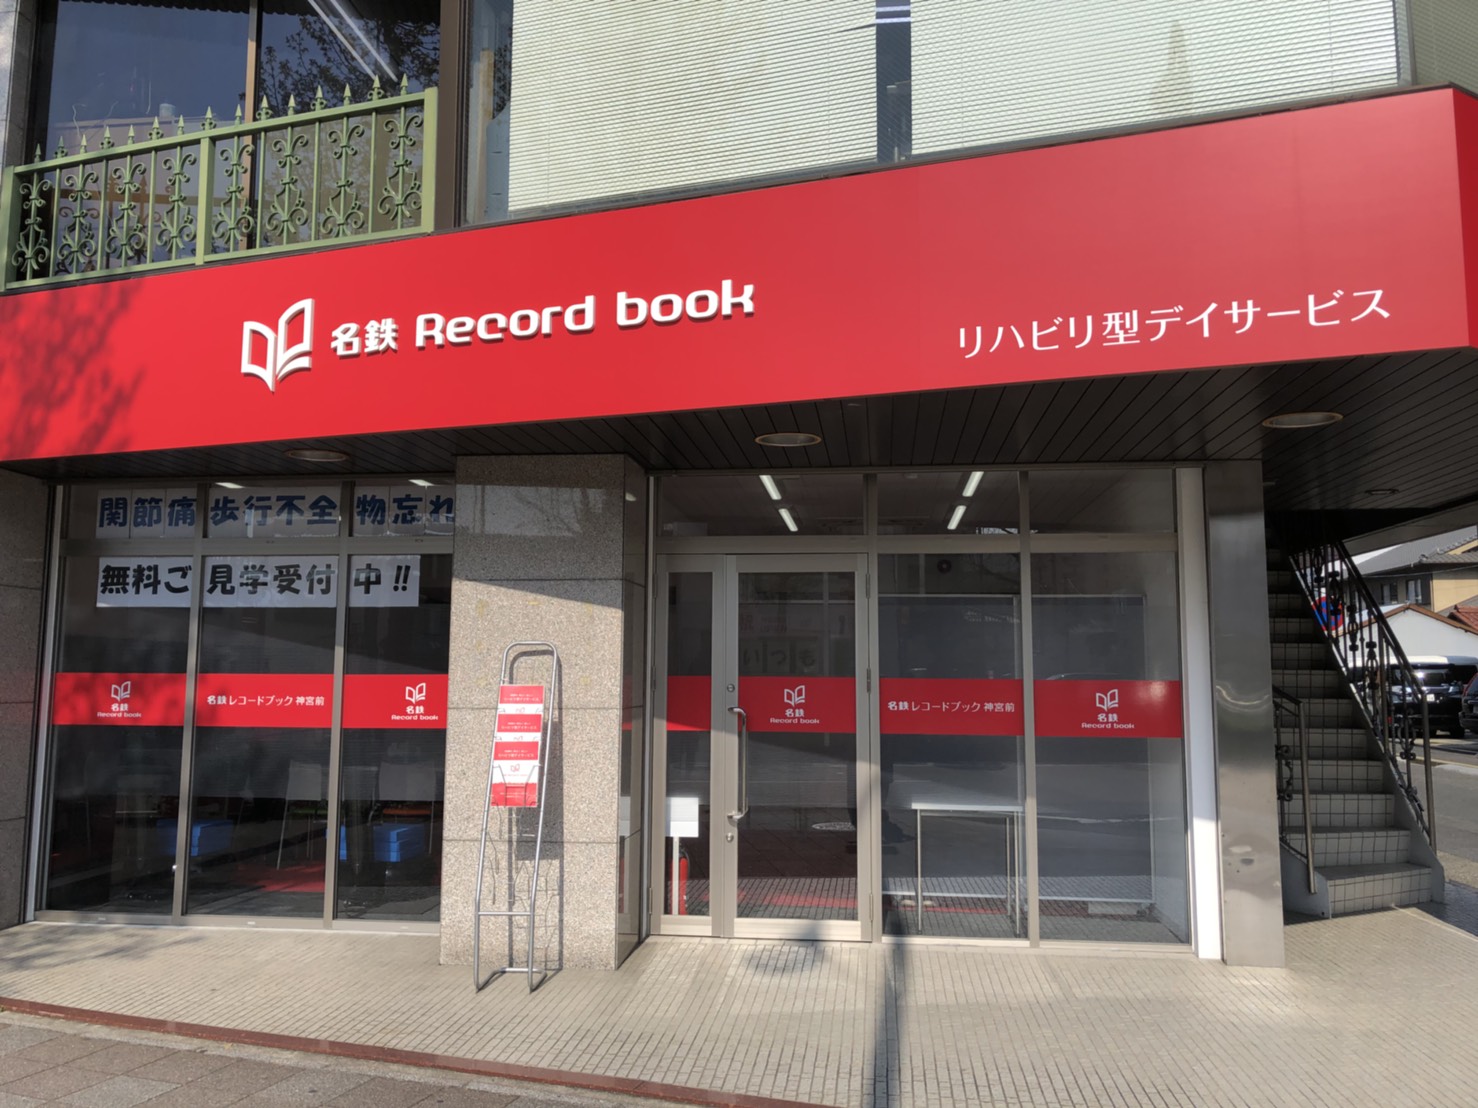 名鉄 Record book
リハビリ型デイサービス
関節痛 歩行不全 物忘れ
無料ご見学受付中!!
いつも
名鉄
Record book
名鉄 レコードブック 神宮前
名鉄
Record book
名鉄
Record book
名鉄 レコードブック 神宮前
名鉄
Record book